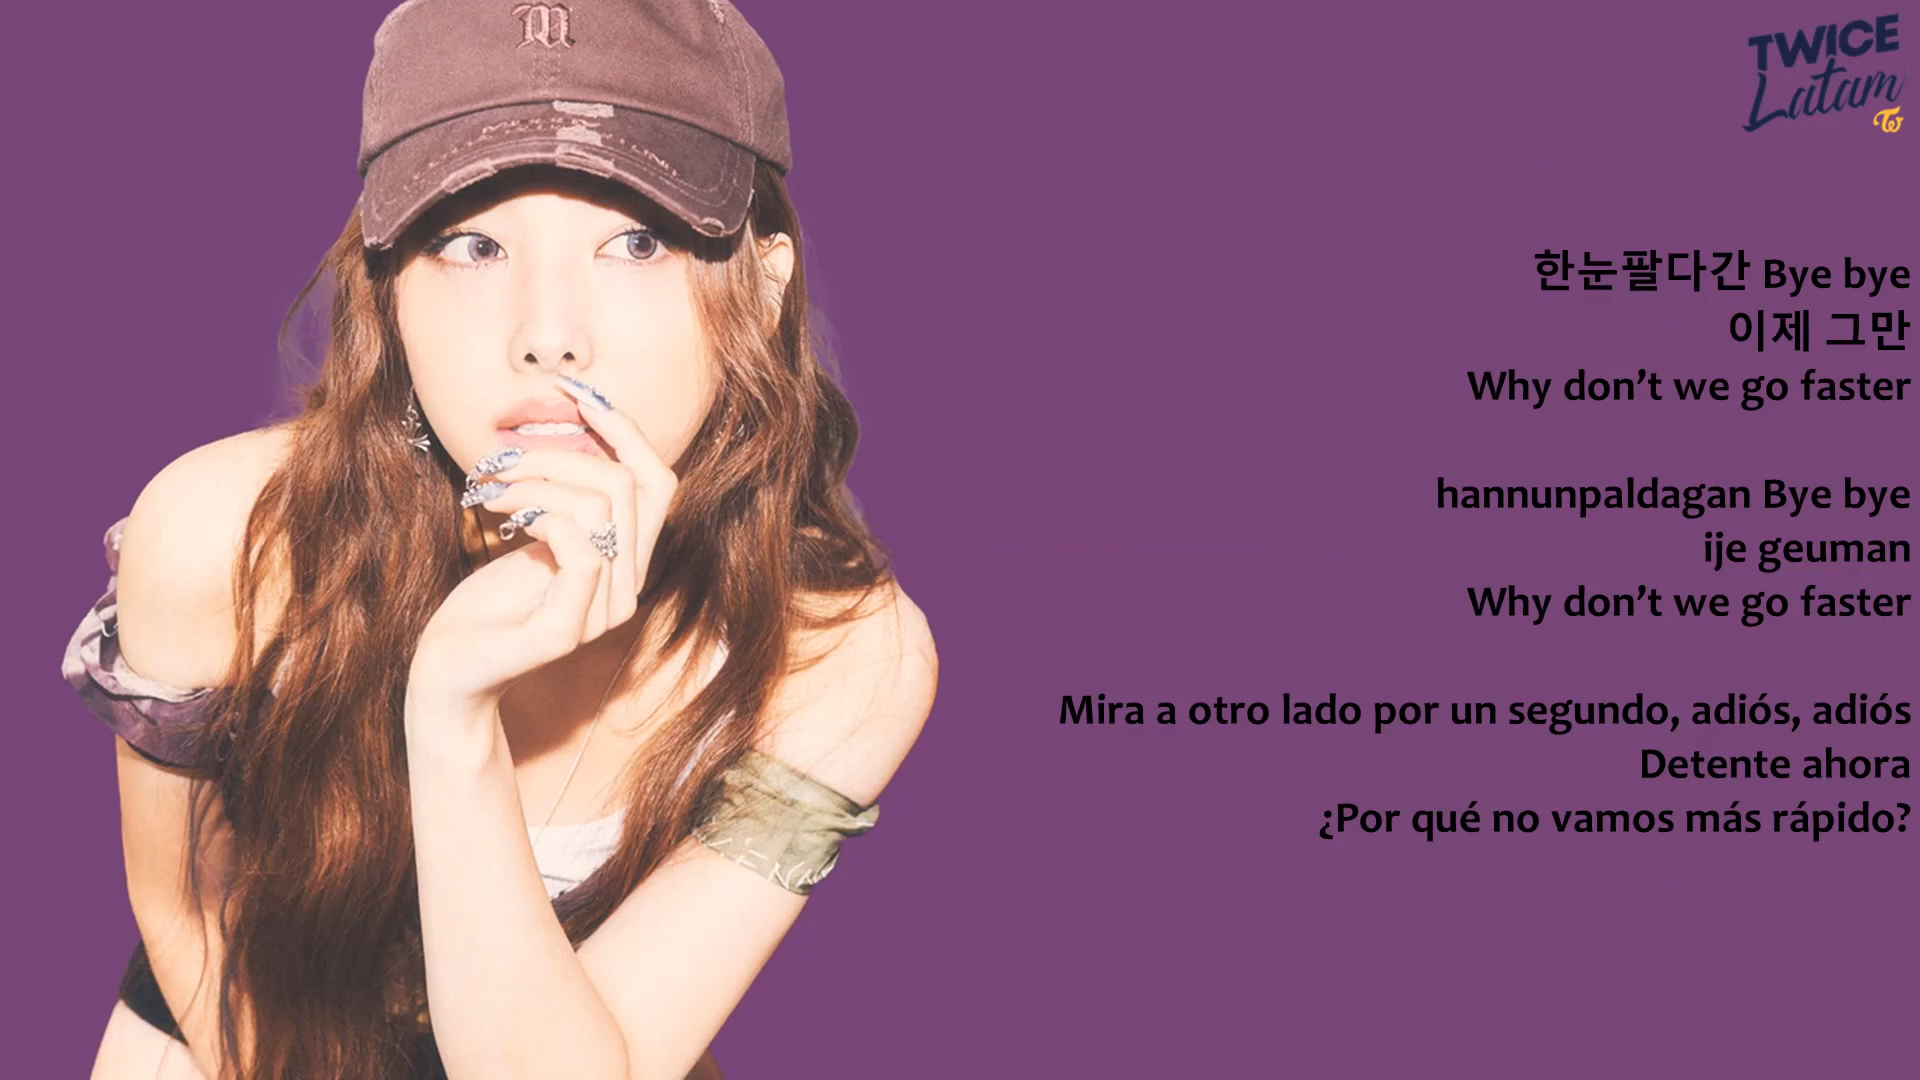 TWICE
Latam
한눈팔다간 Bye bye
이제 그만
Why don’t we go faster
hannunpaldagan Bye bye
ije geuman
Why don’t we go faster
Mira a otro lado por un segundo, adiós, adiós
Detente ahora
¿Por qué no vamos más rápido?